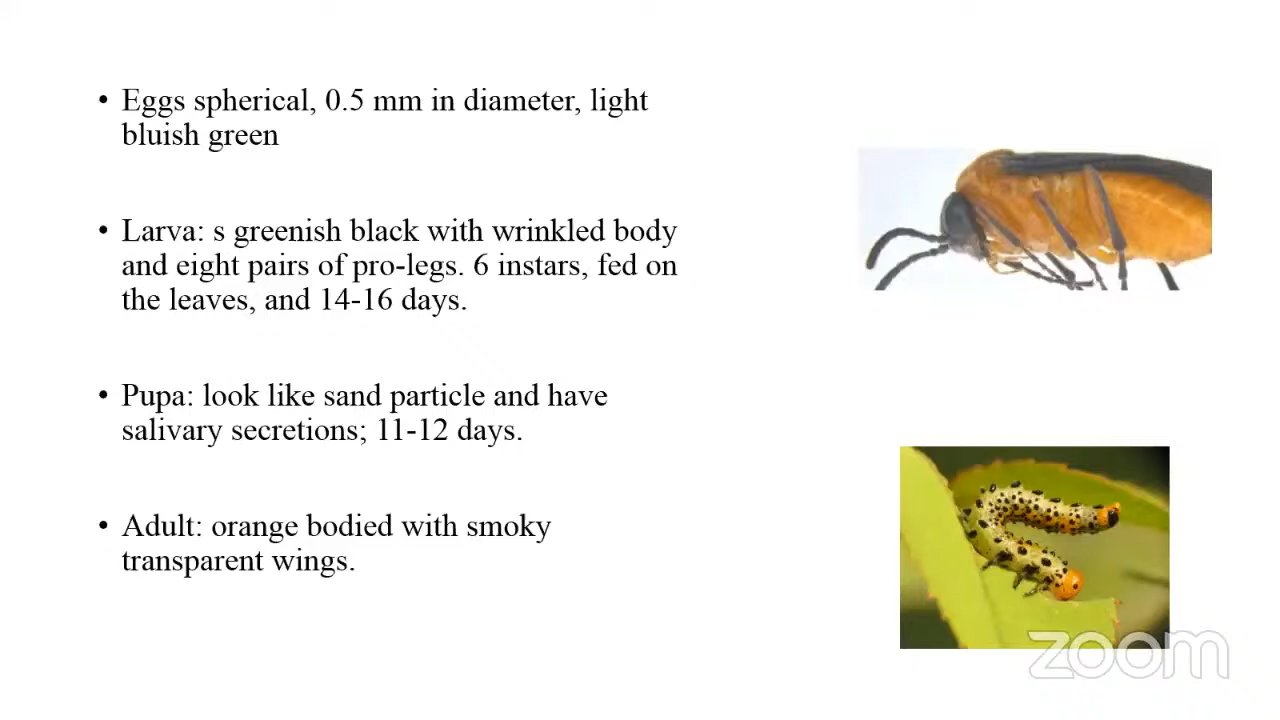 • Eggs spherical, 0.5 mm in diameter, light
bluish green
• Larva: s greenish black with wrinkled body
and eight pairs of pro-legs. 6 instars, fed on
the leaves, and 14-16 days.
• Pupa: look like sand particle and have
salivary secretions; 11-12 days.
• Adult: orange bodied with smoky
transparent wings.
zoom